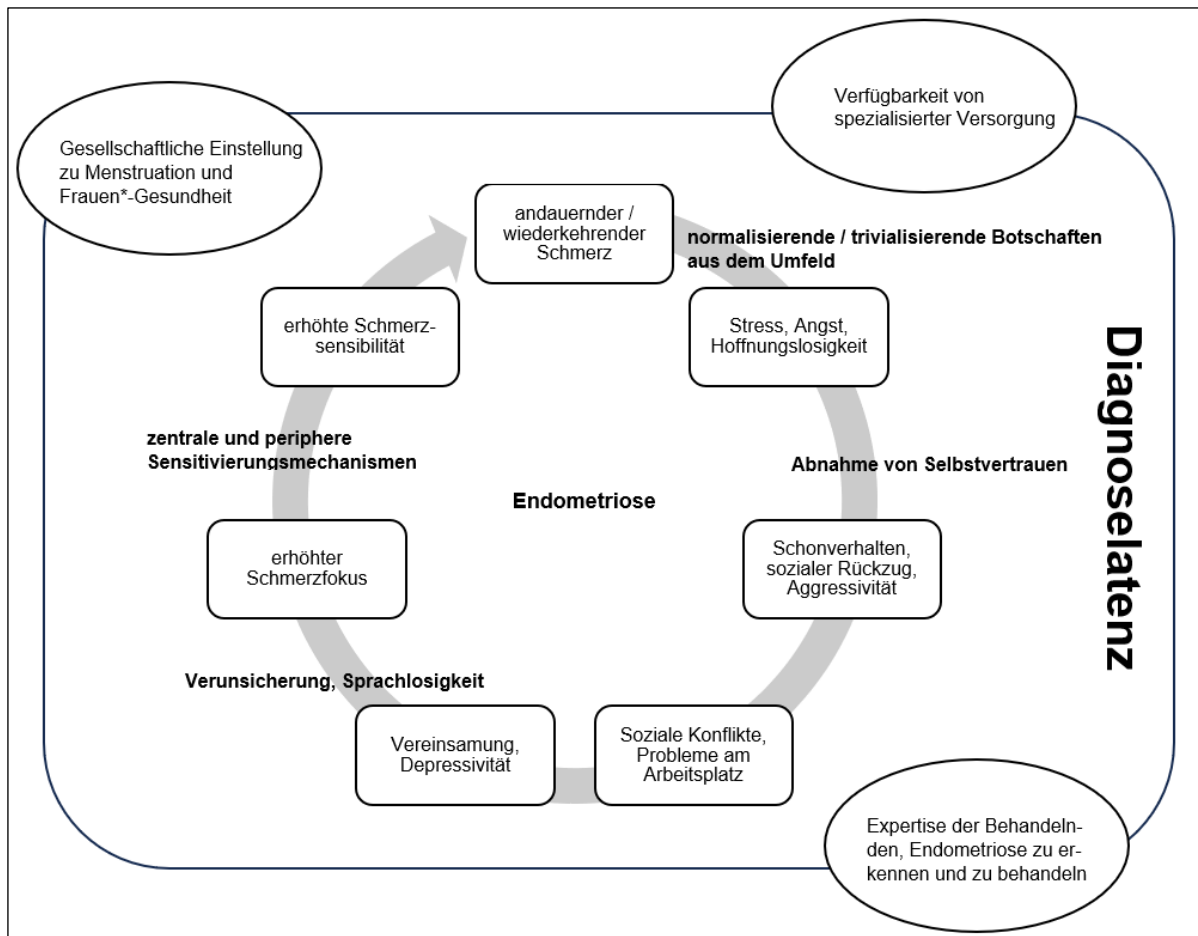 Verfügbarkeit von
spezialisierter Versorgung
Gesellschaftliche Einstellung
zu Menstruation und
Frauen*-Gesundheit
andauernder /
wiederkehrender
Schmerz
normalisierende / trivialisierende Botschaften
aus dem Umfeld
Stress, Angst,
Hoffnungslosigkeit
Abnahme von Selbstvertrauen
Schonverhalten,
sozialer Rückzug,
Aggressivität
Soziale Konflikte,
Probleme am
Arbeitsplatz
Vereinsamung,
Depressivität
Verunsicherung, Sprachlosigkeit
erhöhter
Schmerzfokus
zentrale und periphere
Sensitivierungsmechanismen
erhöhte Schmerz-
sensibilität
Endometriose
Diagnoselatenz
Expertise der Behandeln-
den, Endometriose zu er-
kennen und zu behandeln